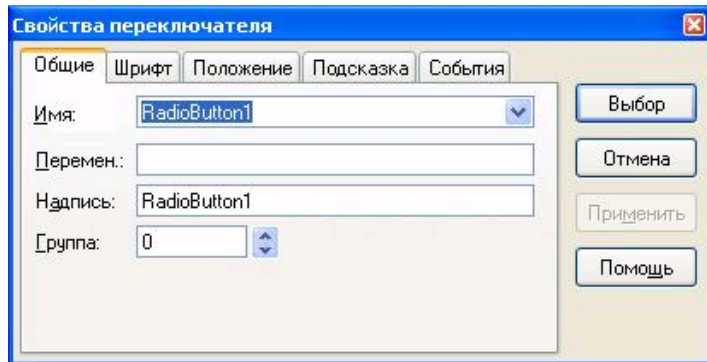 Свойства переключателя
Общие Шрифт Положение Подсказка События
Имя: RadioButton1
Перемен.:
Надпись: RadioButton1
Группа: 0
Выбор
Отмена
Применить
Помощь